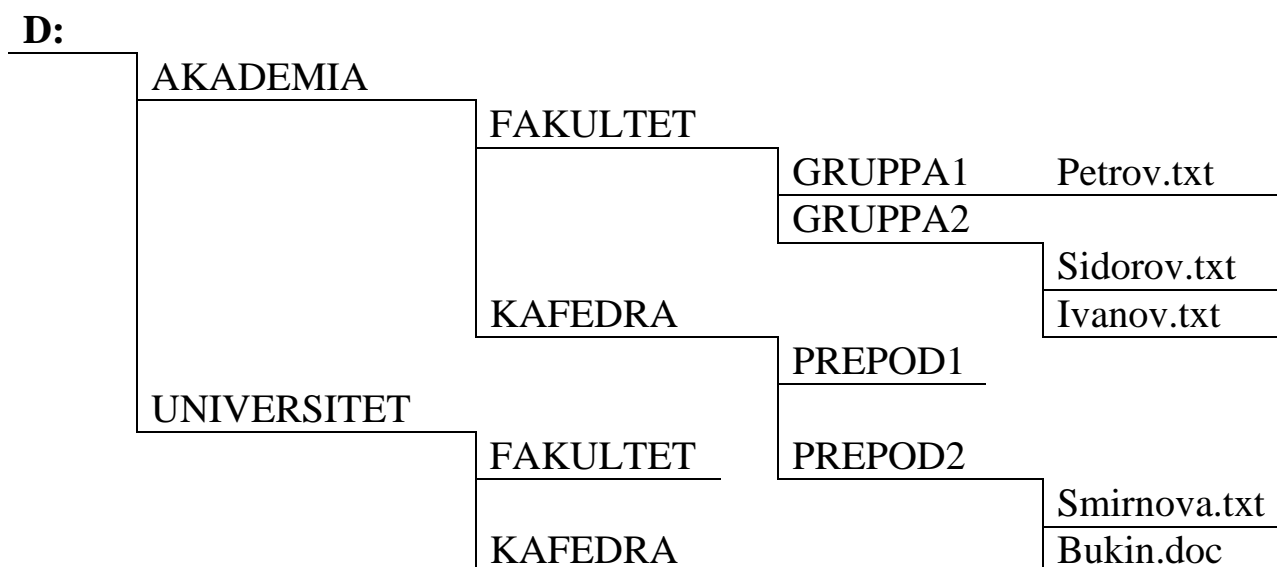 D:
AKADEMIA
FAKULTET
GRUPPA1 Petrov.txt
GRUPPA2
Sidorov.txt
KAFEDRA Ivanov.txt
PREPOD1
UNIVERSITET
FAKULTET PREPOD2
Smirnova.txt
KAFEDRA Bukin.doc